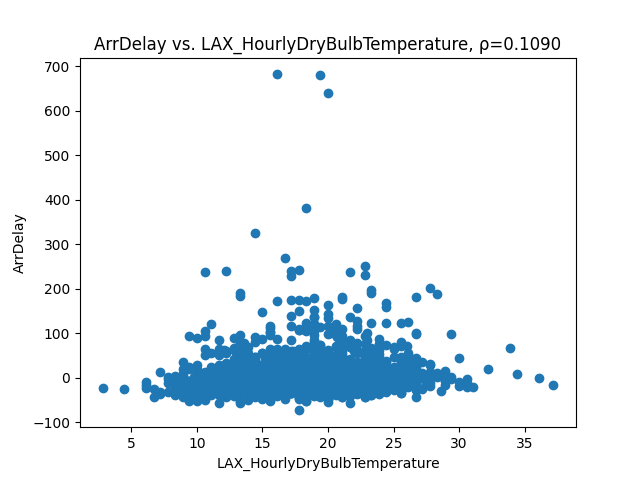 ArrDelay vs. LAX_HourlyDryBulbTemperature, ρ=0.1090
700
600
500
400
300
200
100
0
−100
ArrDelay
5 10 15 20 25 30 35
LAX_HourlyDryBulbTemperature